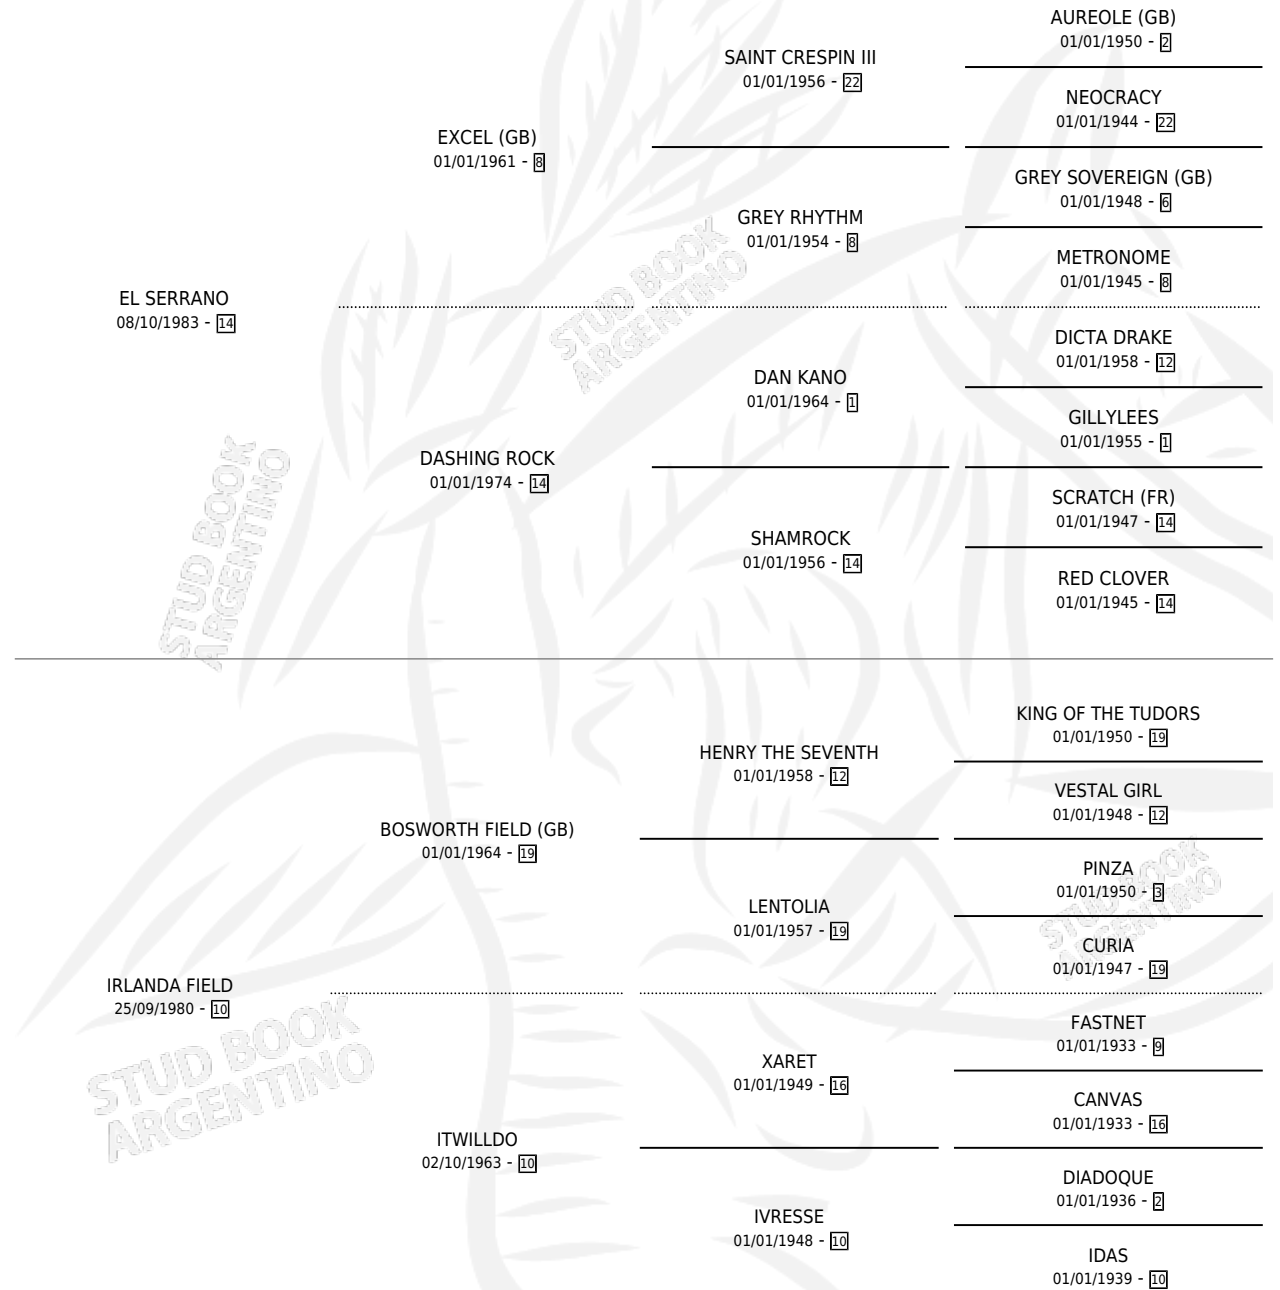 AUREOLE (GB)
01/01/1950 - 2
SAINT CRESPIN III
01/01/1956 - 22
NEOCRACY
01/01/1944 - 22
EXCEL (GB)
01/01/1961 - 8
GREY SOVEREIGN (GB)
01/01/1948 - 6
GREY RHYTHM
01/01/1954 - 8
METRONOME
01/01/1945 - 8
EL SERRANO
08/10/1983 - 14
STUD BOOK
ARGENTINO
DICTA DRAKE
01/01/1958 - 12
DAN KANO
01/01/1964 - 1
GILLYLEES
01/01/1955 - 1
DASHING ROCK
01/01/1974 - 14
SCRATCH (FR)
01/01/1947 - 14
SHAMROCK
01/01/1956 - 14
RED CLOVER
01/01/1945 - 14
STUD BOOK
ARGENTINO
KING OF THE TUDORS
01/01/1950 - 19
HENRY THE SEVENTH
01/01/1958 - 12
VESTAL GIRL
01/01/1948 - 12
BOSWORTH FIELD (GB)
01/01/1964 - 19
PINZA
01/01/1950 - 3
LENTOLIA
01/01/1957 - 19
CURIA
01/01/1947 - 19
STUD BOOK
ARGENTINO
IRLANDA FIELD
25/09/1980 - 10
FASTNET
01/01/1933 - 9
XARET
01/01/1949 - 16
CANVAS
01/01/1933 - 16
STUD BOOK
ARGENTINO
ITWILLDO
02/10/1963 - 10
DIADOQUE
01/01/1936 - 2
IVRESSE
01/01/1948 - 10
IDAS
01/01/1939 - 10